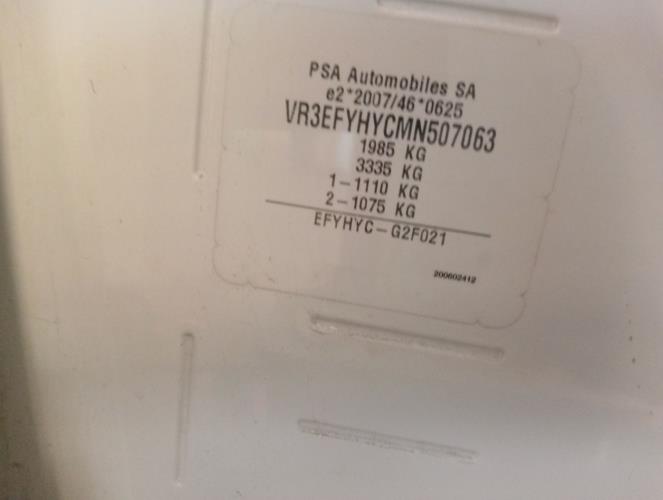 PSA Automobiles SA
e2*2007/46*0625
VR3EFYHYCMN507063
1985 KG
3335 KG
1-1110 KG
2-1075 KG
EFYHYC-G2F021
200602412